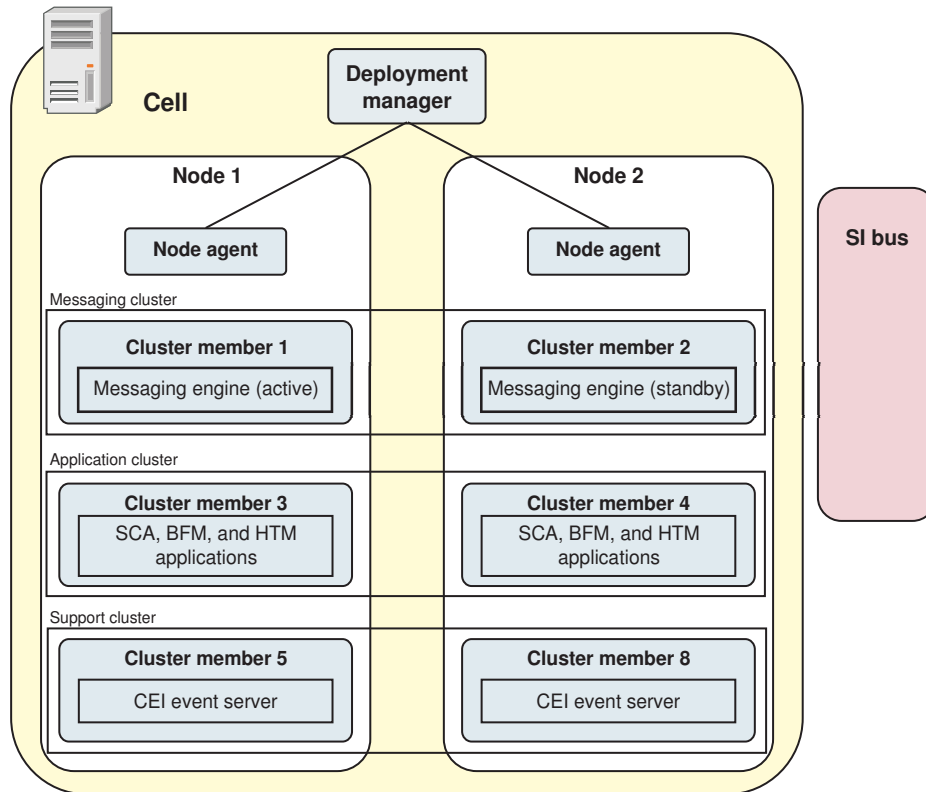 Deployment
manager
Cell
Node 1
Node 2
Node agent
Node agent
SI bus
Messaging cluster
Cluster member 1
Messaging engine (active)
Cluster member 2
Messaging engine (standby)
Application cluster
Cluster member 3
SCA, BFM, and HTM
applications
Cluster member 4
SCA, BFM, and HTM
applications
Support cluster
Cluster member 5
CEI event server
Cluster member 8
CEI event server